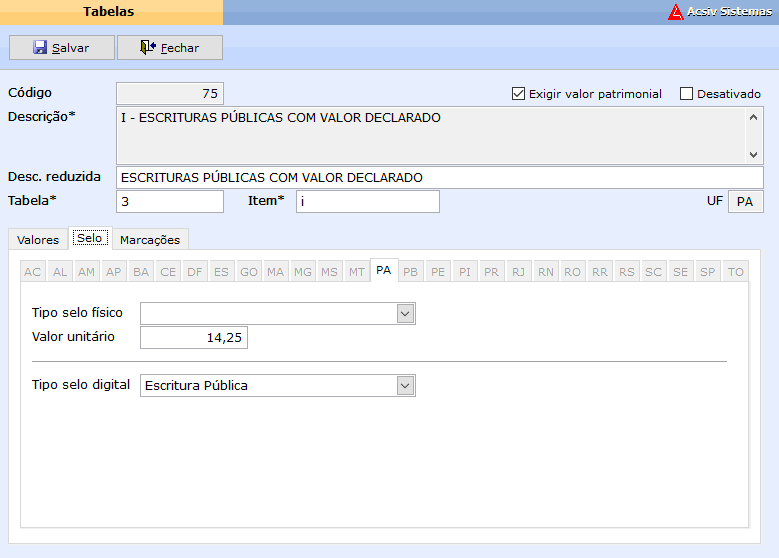 Tabelas
Acsiv Sistemas
Salvar Fechar
Código 75 Exigir valor patrimonial Desativado
Descrição* I - ESCRITURAS PÚBLICAS COM VALOR DECLARADO
Desc. reduzida ESCRITURAS PÚBLICAS COM VALOR DECLARADO
Tabela* 3 Item* i UF PA
Valores Selo Marcações
AC AL AM AP BA CE DF ES GO MA MG MS MT PA PB PE PI PR RJ RN RO RR RS SC SE SP TO
Tipo selo físico
Valor unitário 14,25
Tipo selo digital Escritura Pública